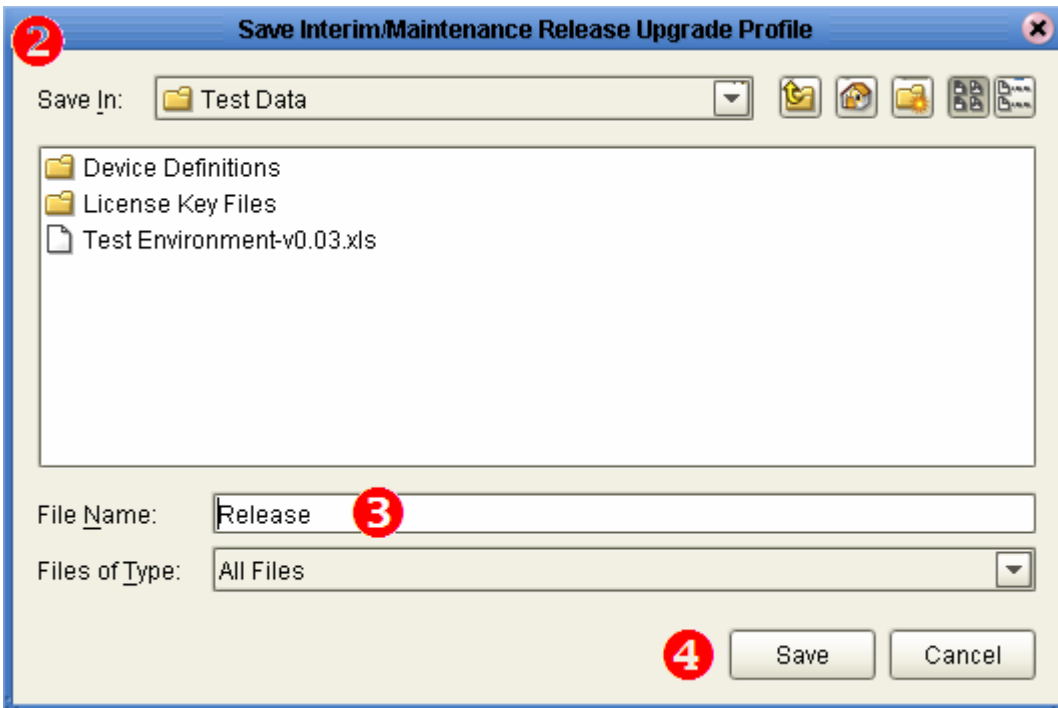 2 Save Interim/Maintenance Release Upgrade Profile
Save In: Test Data
Device Definitions
License Key Files
Test Environment-v0.03.xls
File Name: Release 3
Files of Type: All Files
4 Save Cancel